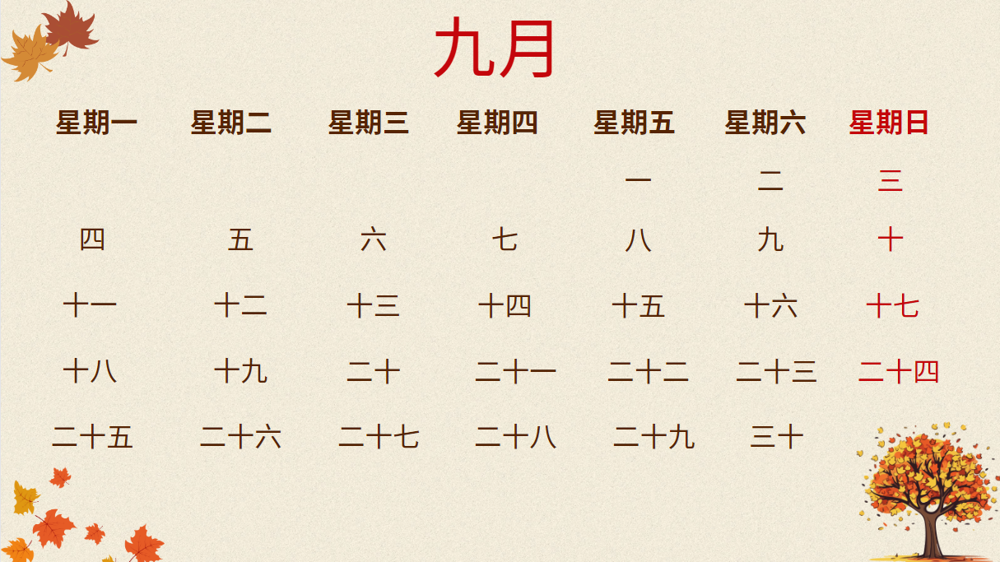 九月
星期一 星期二 星期三 星期四 星期五 星期六 星期日
一 二 三
四 五 六 七 八 九 十
十一 十二 十三 十四 十五 十六 十七
十八 十九 二十 二十一 二十二 二十三 二十四
二十五 二十六 二十七 二十八 二十九 三十